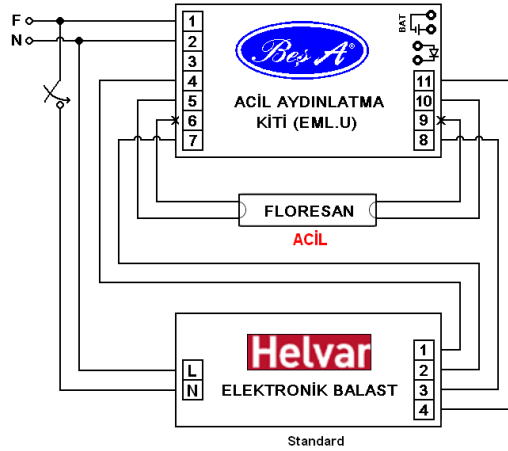 F
N
1
2
3
4
5
6
7
Beş A®
BAT
ACİL AYDINLATMA
KİTİ (EML.U)
11
10
9
8
FLORESAN
ACİL
L
N
Helvar
ELEKTRONİK BALAST
1
2
3
4
Standard